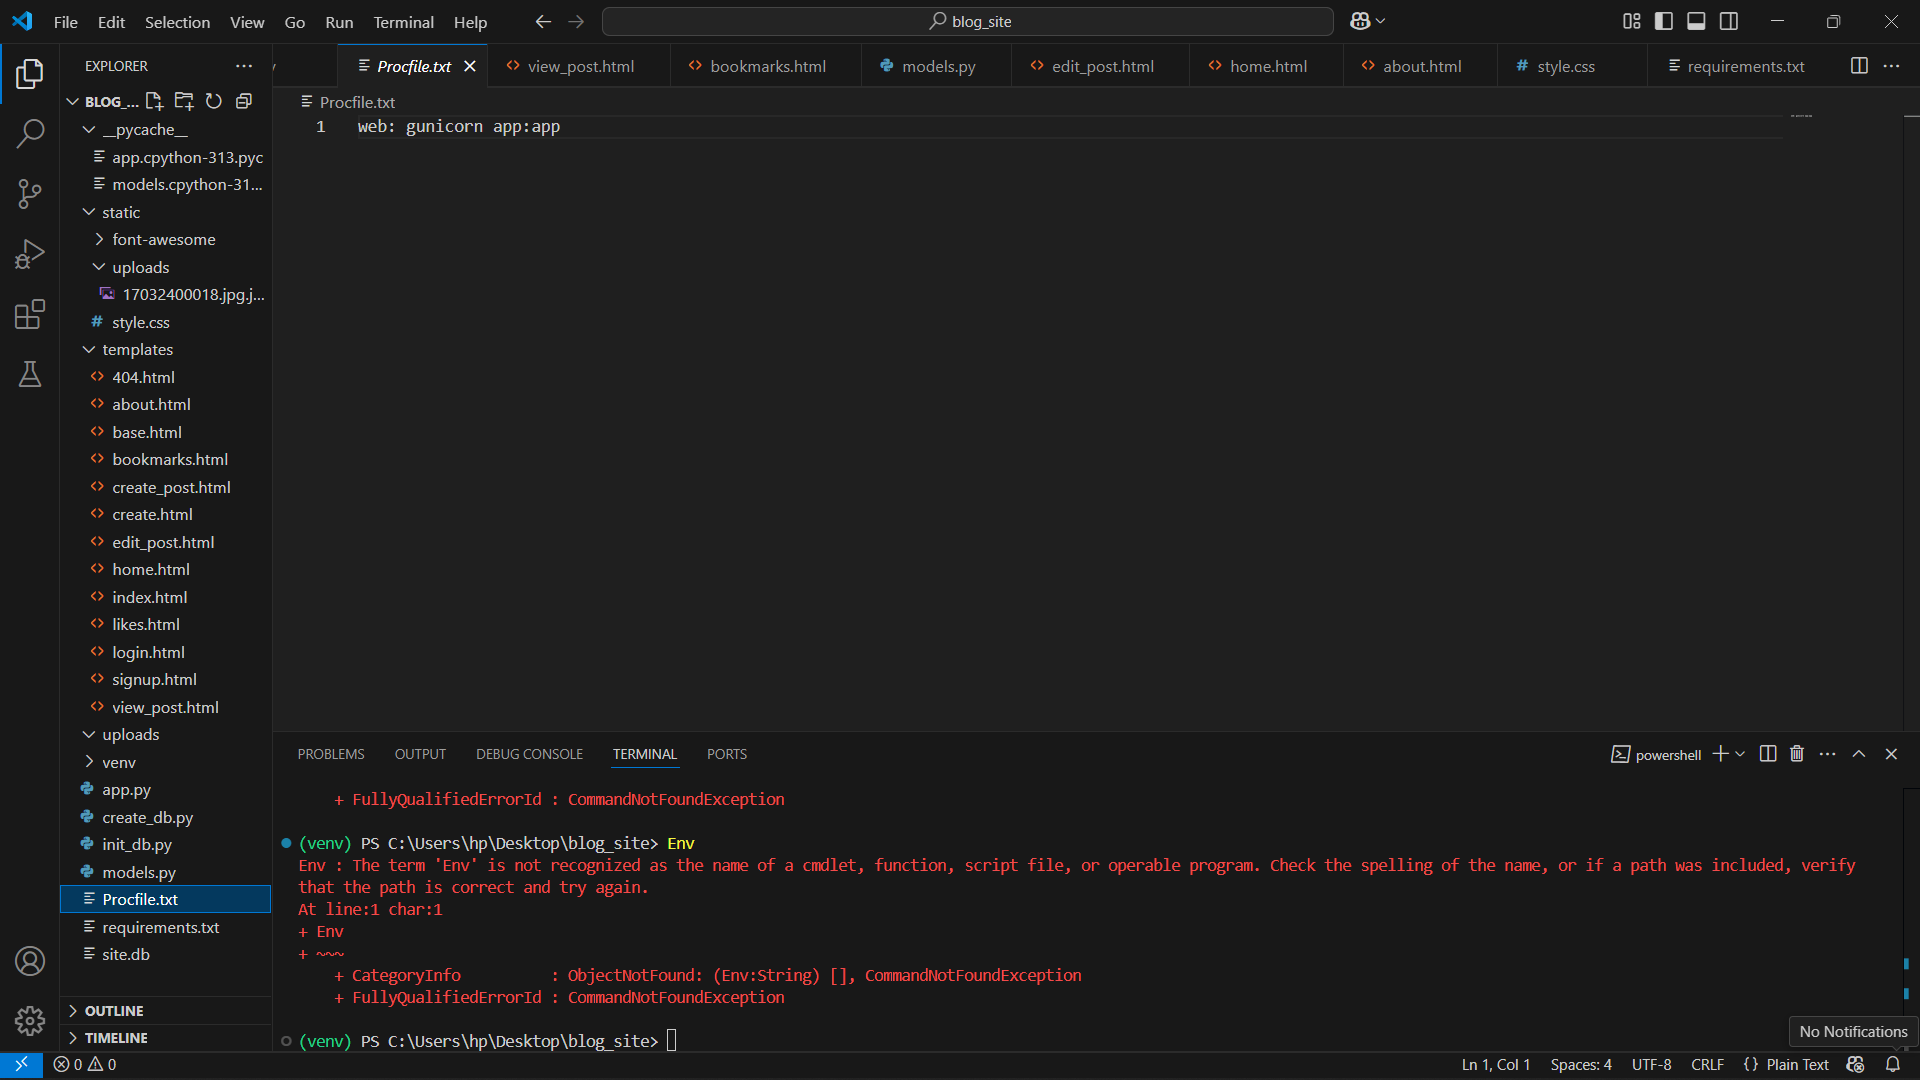 File Edit Selection View Go Run Terminal Help
blog_site
EXPLORER
Procfile.txt
view_post.html
bookmarks.html
models.py
edit_post.html
home.html
about.html
style.css
requirements.txt
BLOG_...
__pycache__
app.cpython-313.pyc
models.cpython-31...
static
font-awesome
uploads
17032400018.jpg.j...
style.css
templates
404.html
about.html
base.html
bookmarks.html
create_post.html
create.html
edit_post.html
home.html
index.html
likes.html
login.html
signup.html
view_post.html
uploads
venv
app.py
create_db.py
init_db.py
models.py
Procfile.txt
requirements.txt
site.db
OUTLINE
TIMELINE
Procfile.txt
1 web: gunicorn app:app
PROBLEMS OUTPUT DEBUG CONSOLE TERMINAL PORTS
powershell
+ FullyQualifiedErrorId : CommandNotFoundException
(venv) PS C:\Users\hp\Desktop\blog_site> Env
Env : The term 'Env' is not recognized as the name of a cmdlet, function, script file, or operable program. Check the spelling of the name, or if a path was included, verify
that the path is correct and try again.
At line:1 char:1
+ Env
+ ~~~
+ CategoryInfo          : ObjectNotFound: (Env:String) [], CommandNotFoundException
+ FullyQualifiedErrorId : CommandNotFoundException
(venv) PS C:\Users\hp\Desktop\blog_site>
No Notifications
0 0
Ln 1, Col 1 Spaces: 4 UTF-8 CRLF {} Plain Text